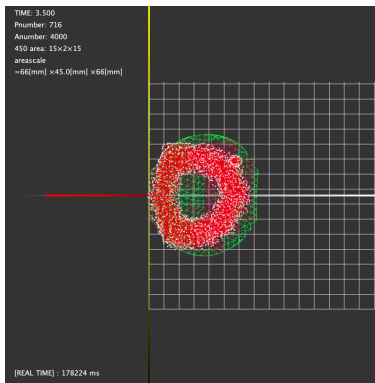 TIME: 3.500
Pnumber: 716
Anumber: 4000
450 area: 15×2×15
areascale
=66[mm] ×45.0[mm] ×66[mm]
[REAL TIME] : 178224 ms